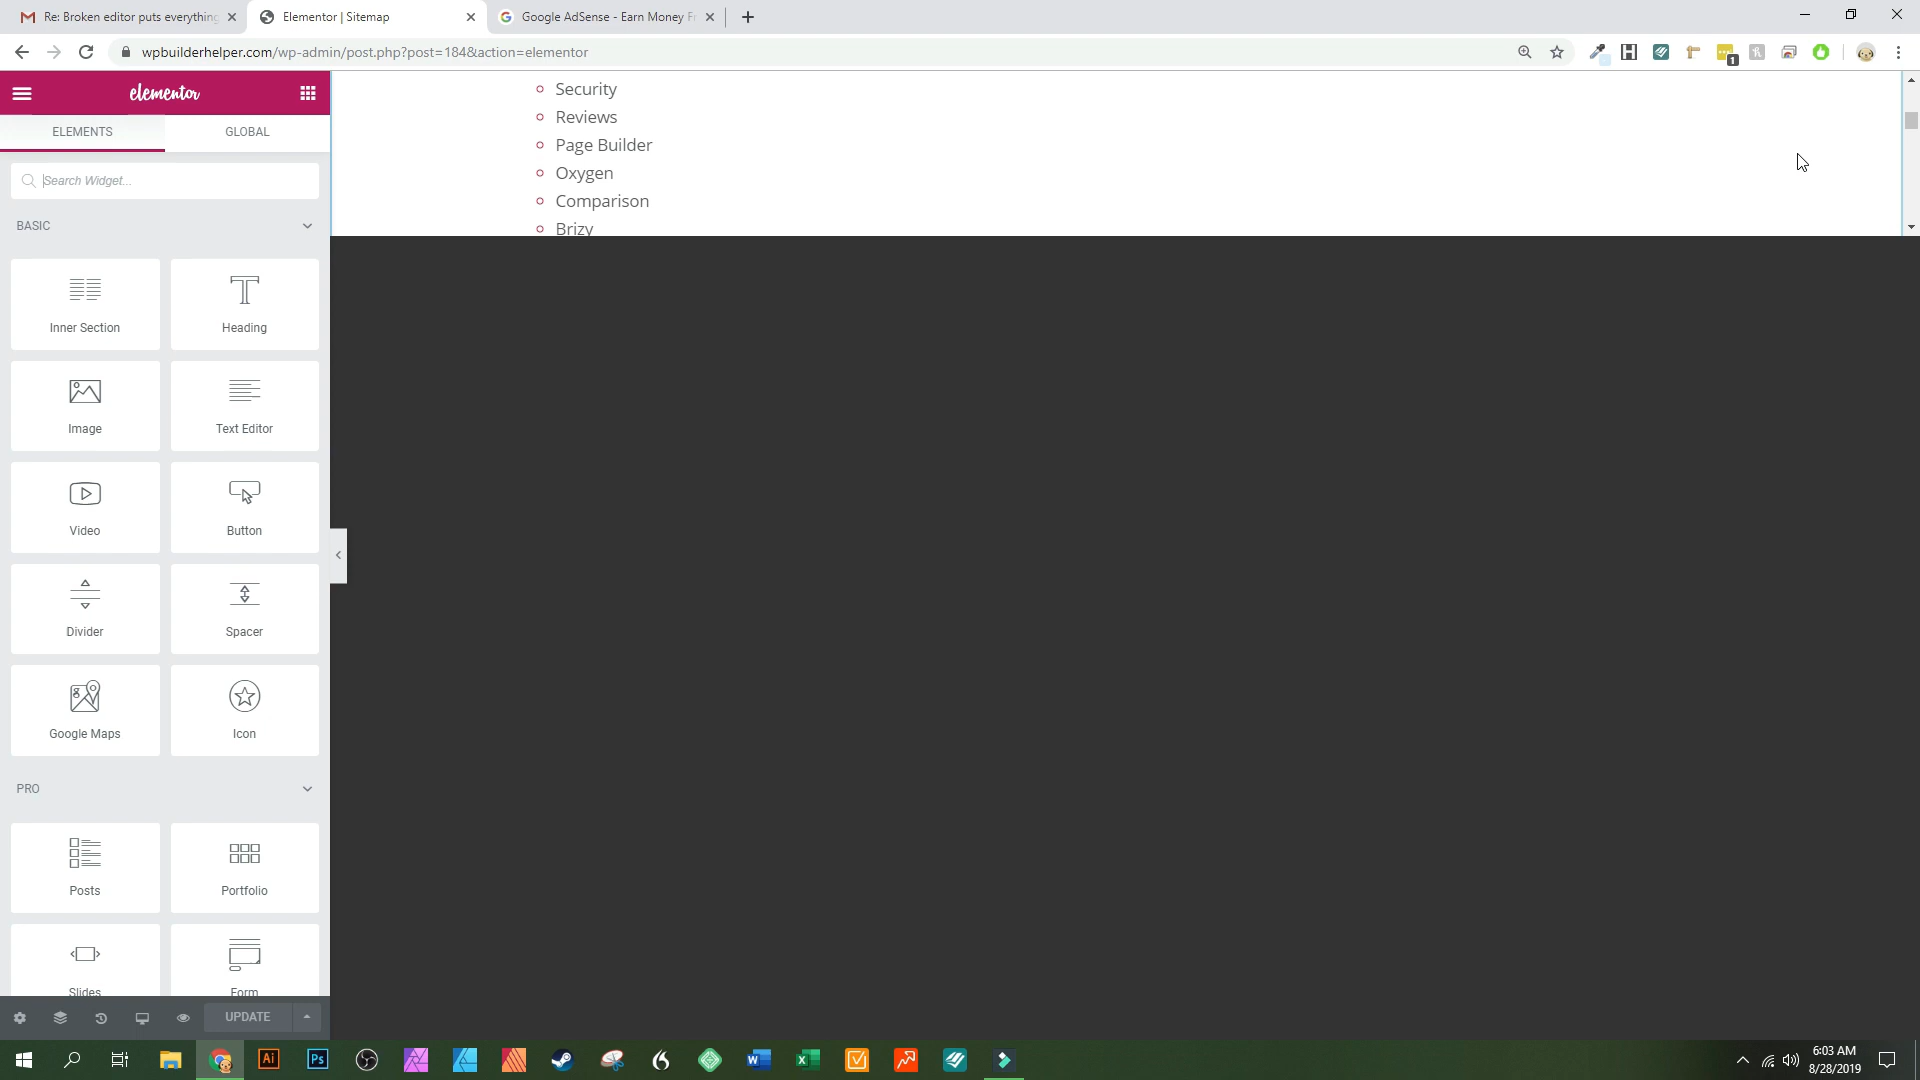 Re: Broken editor puts everything
Elementor | Sitemap
Google AdSense - Earn Money Fr
wpbuilderhelper.com/wp-admin/post.php?post=184&action=elementor
1
elementor
ELEMENTS
GLOBAL
Search Widget...
BASIC
Inner Section
Heading
Image
Text Editor
Video
Button
Divider
Spacer
Google Maps
Icon
PRO
Posts
Portfolio
Slides
Form
UPDATE
Security
Reviews
Page Builder
Oxygen
Comparison
Brizy
Ai
Ps
6:03 AM
8/28/2019